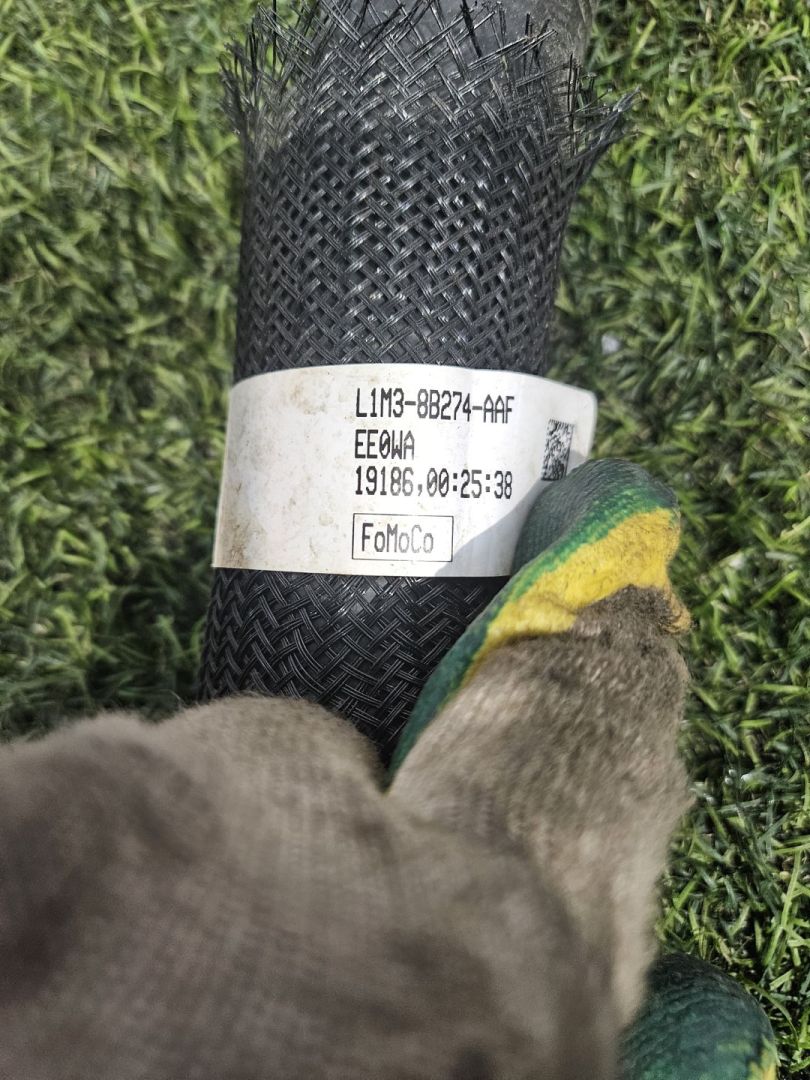 L1M3-8B274-AAF
EE0WA
19186,00:25:38
FoMoCo